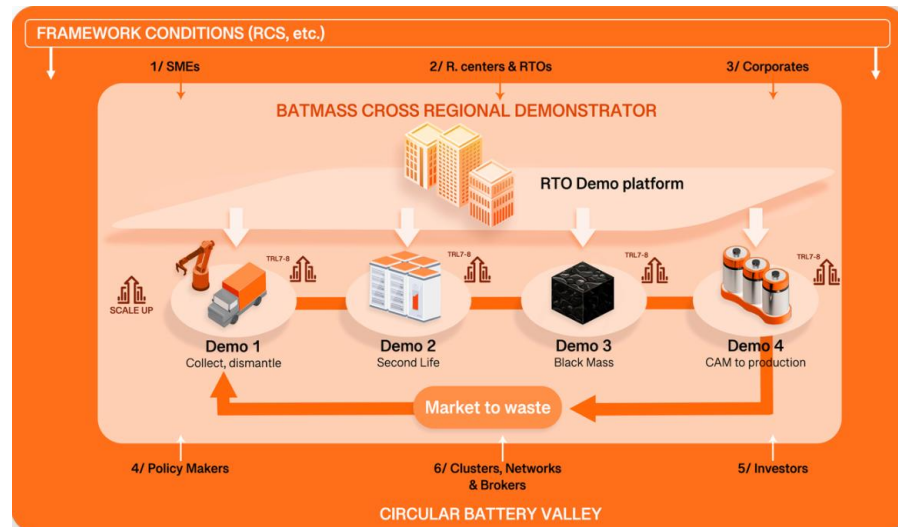 FRAMEWORK CONDITIONS (RCS, etc.)
1/ SMEs
2/ R. centers & RTOs
3/ Corporates
BATMASS CROSS REGIONAL DEMONSTRATOR
RTO Demo platform
TRL7-8
TRL7-8
TRL7-8
TRL7-8
SCALE UP
Demo 1
Collect, dismantle
Demo 2
Second Life
Demo 3
Black Mass
Demo 4
CAM to production
Market to waste
4/ Policy Makers
6/ Clusters, Networks
& Brokers
5/ Investors
CIRCULAR BATTERY VALLEY